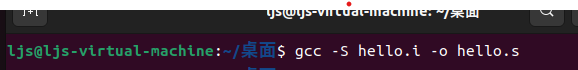 ljs@ljs-virtual-machine: ~/桌面
ljs@ljs-virtual-machine:~/桌面$ gcc -S hello.i -o hello.s